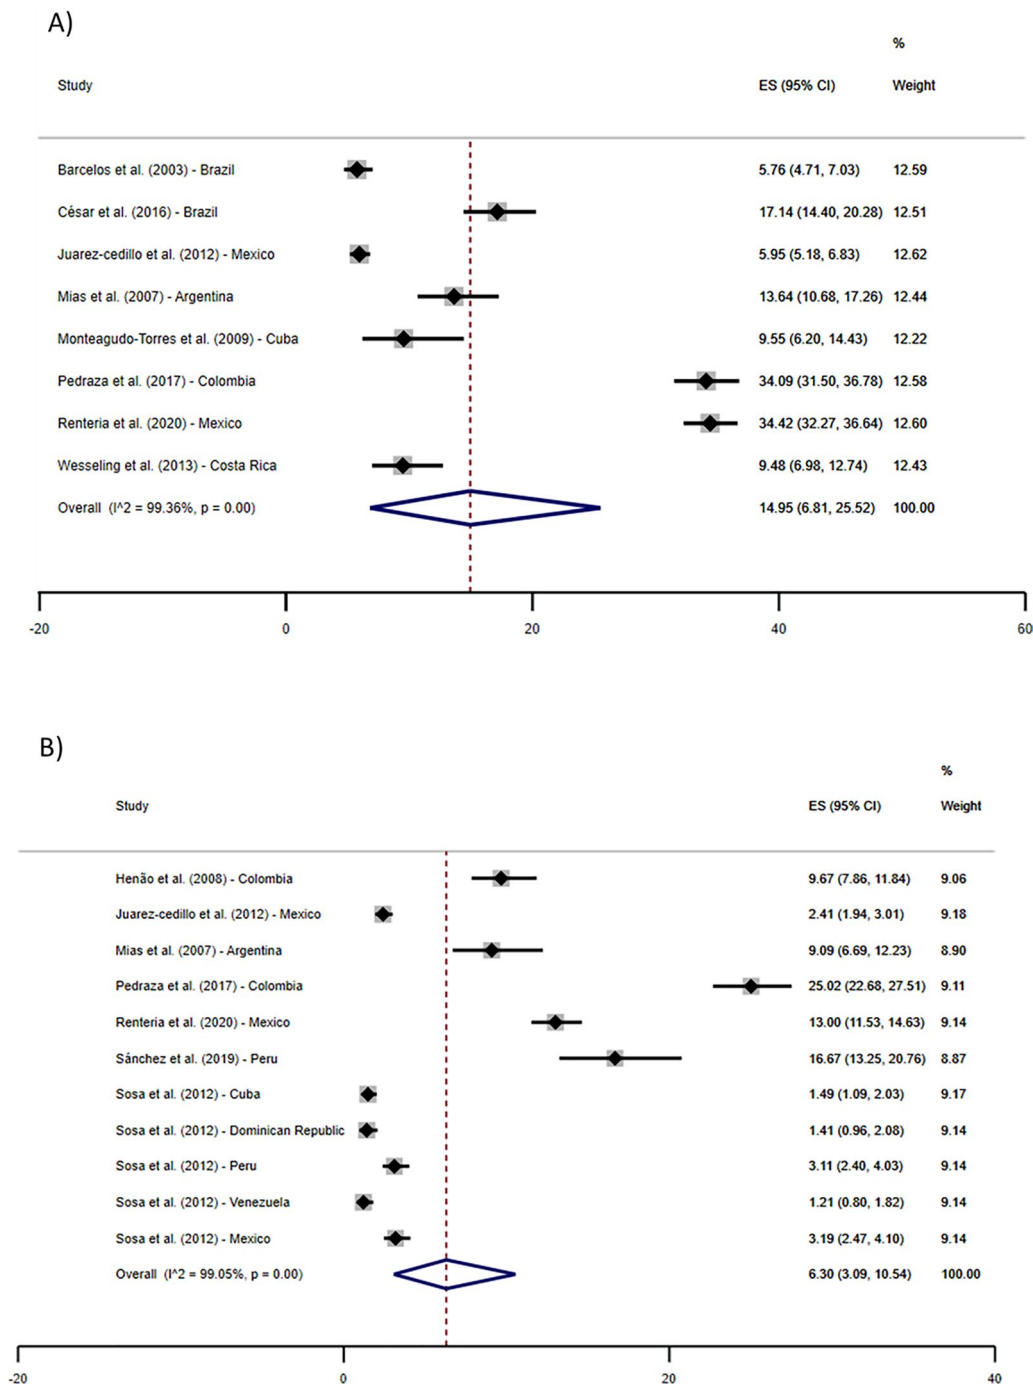 A)
%
Study ES (95% CI) Weight
Barcelos et al. (2003) - Brazil 5.76 (4.71, 7.03) 12.59
César et al. (2016) - Brazil 17.14 (14.40, 20.28) 12.51
Juarez-cedillo et al. (2012) - Mexico 5.95 (5.18, 6.83) 12.62
Mias et al. (2007) - Argentina 13.64 (10.68, 17.26) 12.44
Monteagudo-Torres et al. (2009) - Cuba 9.55 (6.20, 14.43) 12.22
Pedraza et al. (2017) - Colombia 34.09 (31.50, 36.78) 12.58
Renteria et al. (2020) - Mexico 34.42 (32.27, 36.64) 12.60
Wesseling et al. (2013) - Costa Rica 9.48 (6.98, 12.74) 12.43
Overall (I^2 = 99.36%, p = 0.00) 14.95 (6.81, 25.52) 100.00
-20 0 20 40 60
B)
%
Study ES (95% CI) Weight
Henão et al. (2008) - Colombia 9.67 (7.86, 11.84) 9.06
Juarez-cedillo et al. (2012) - Mexico 2.41 (1.94, 3.01) 9.18
Mias et al. (2007) - Argentina 9.09 (6.69, 12.23) 8.90
Pedraza et al. (2017) - Colombia 25.02 (22.68, 27.51) 9.11
Renteria et al. (2020) - Mexico 13.00 (11.53, 14.63) 9.14
Sánchez et al. (2019) - Peru 16.67 (13.25, 20.76) 8.87
Sosa et al. (2012) - Cuba 1.49 (1.09, 2.03) 9.17
Sosa et al. (2012) - Dominican Republic 1.41 (0.96, 2.08) 9.14
Sosa et al. (2012) - Peru 3.11 (2.40, 4.03) 9.14
Sosa et al. (2012) - Venezuela 1.21 (0.80, 1.82) 9.14
Sosa et al. (2012) - Mexico 3.19 (2.47, 4.10) 9.14
Overall (I^2 = 99.05%, p = 0.00) 6.30 (3.09, 10.54) 100.00
-20 0 20 40